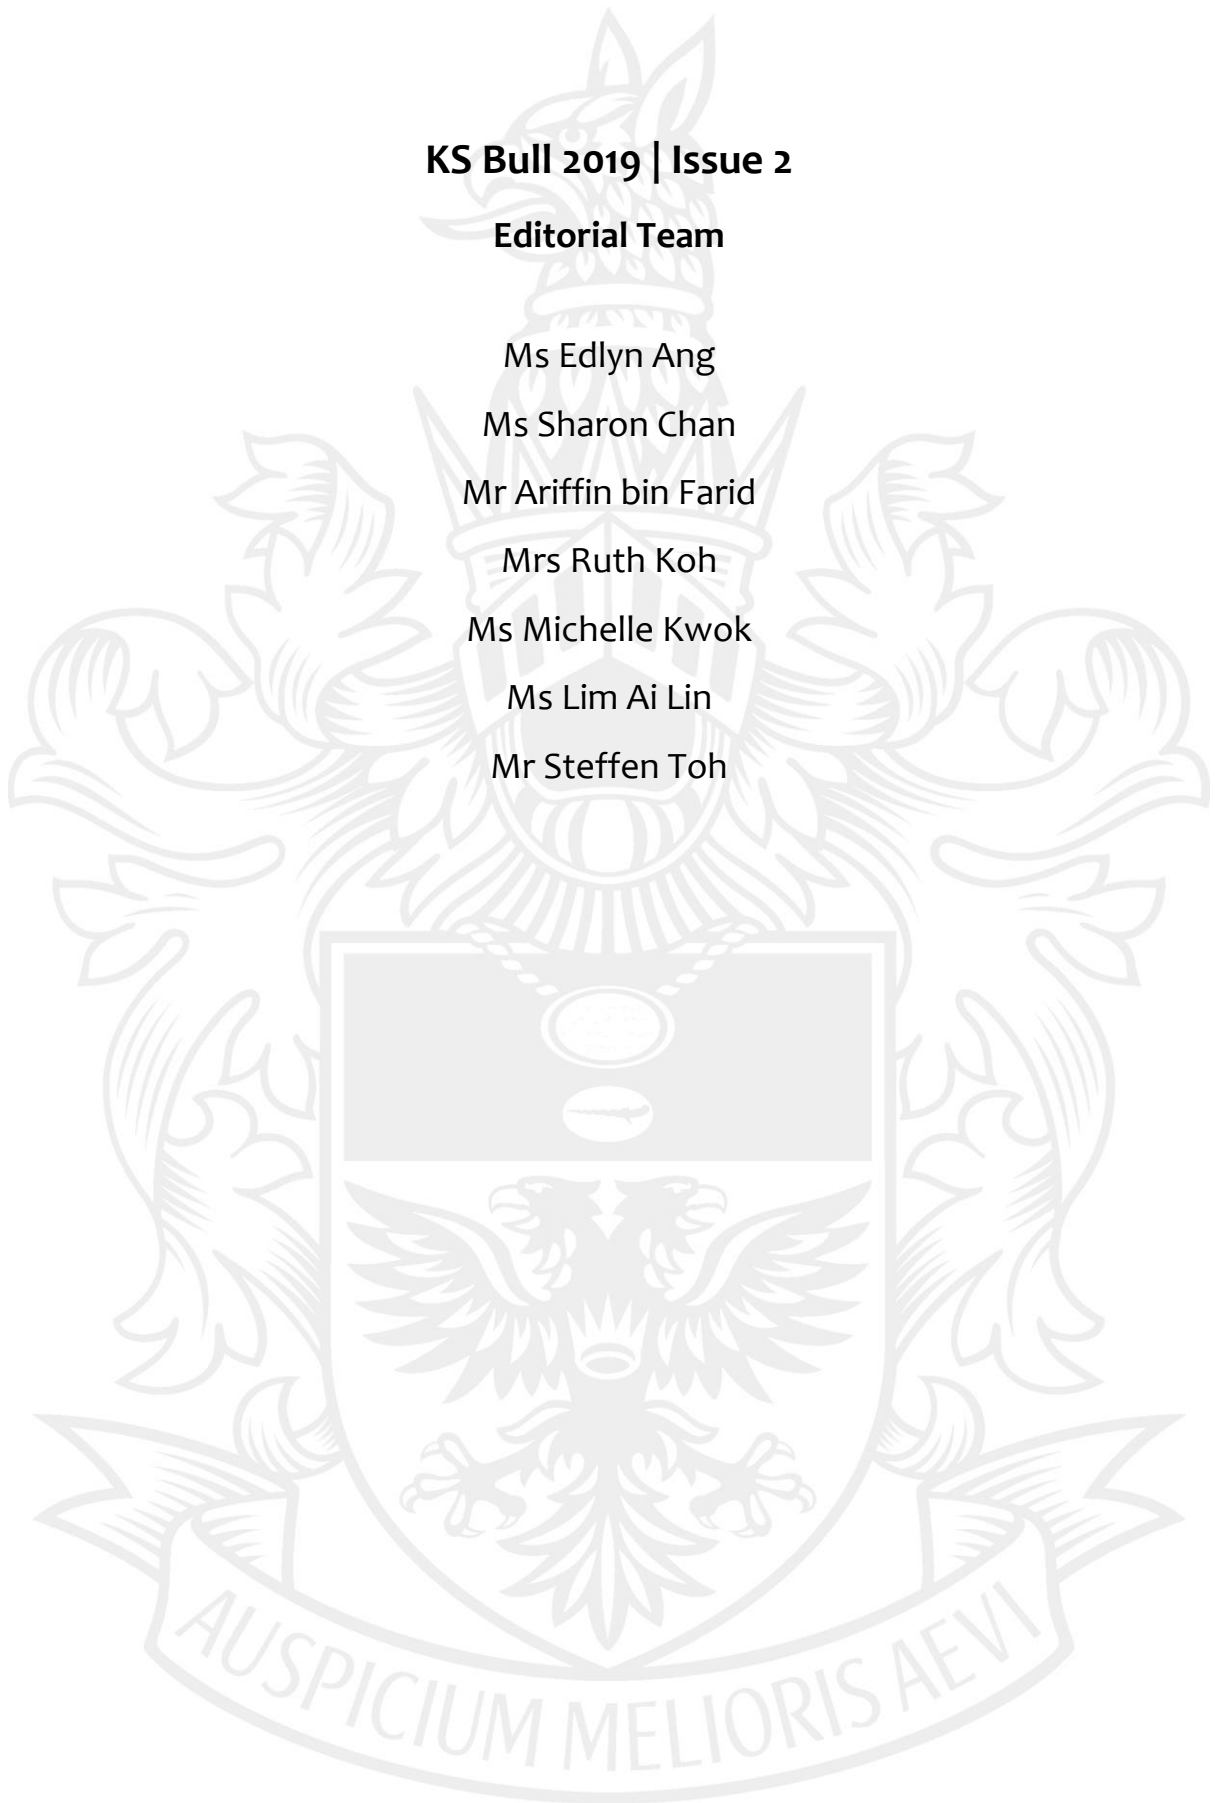 KS Bull 2019 | Issue 2
Editorial Team
Ms Edlyn Ang
Ms Sharon Chan
Mr Ariffin bin Farid
Mrs Ruth Koh
Ms Michelle Kwok
Ms Lim Ai Lin
Mr Steffen Toh
AUSPICIUM MELIORIS AEVI